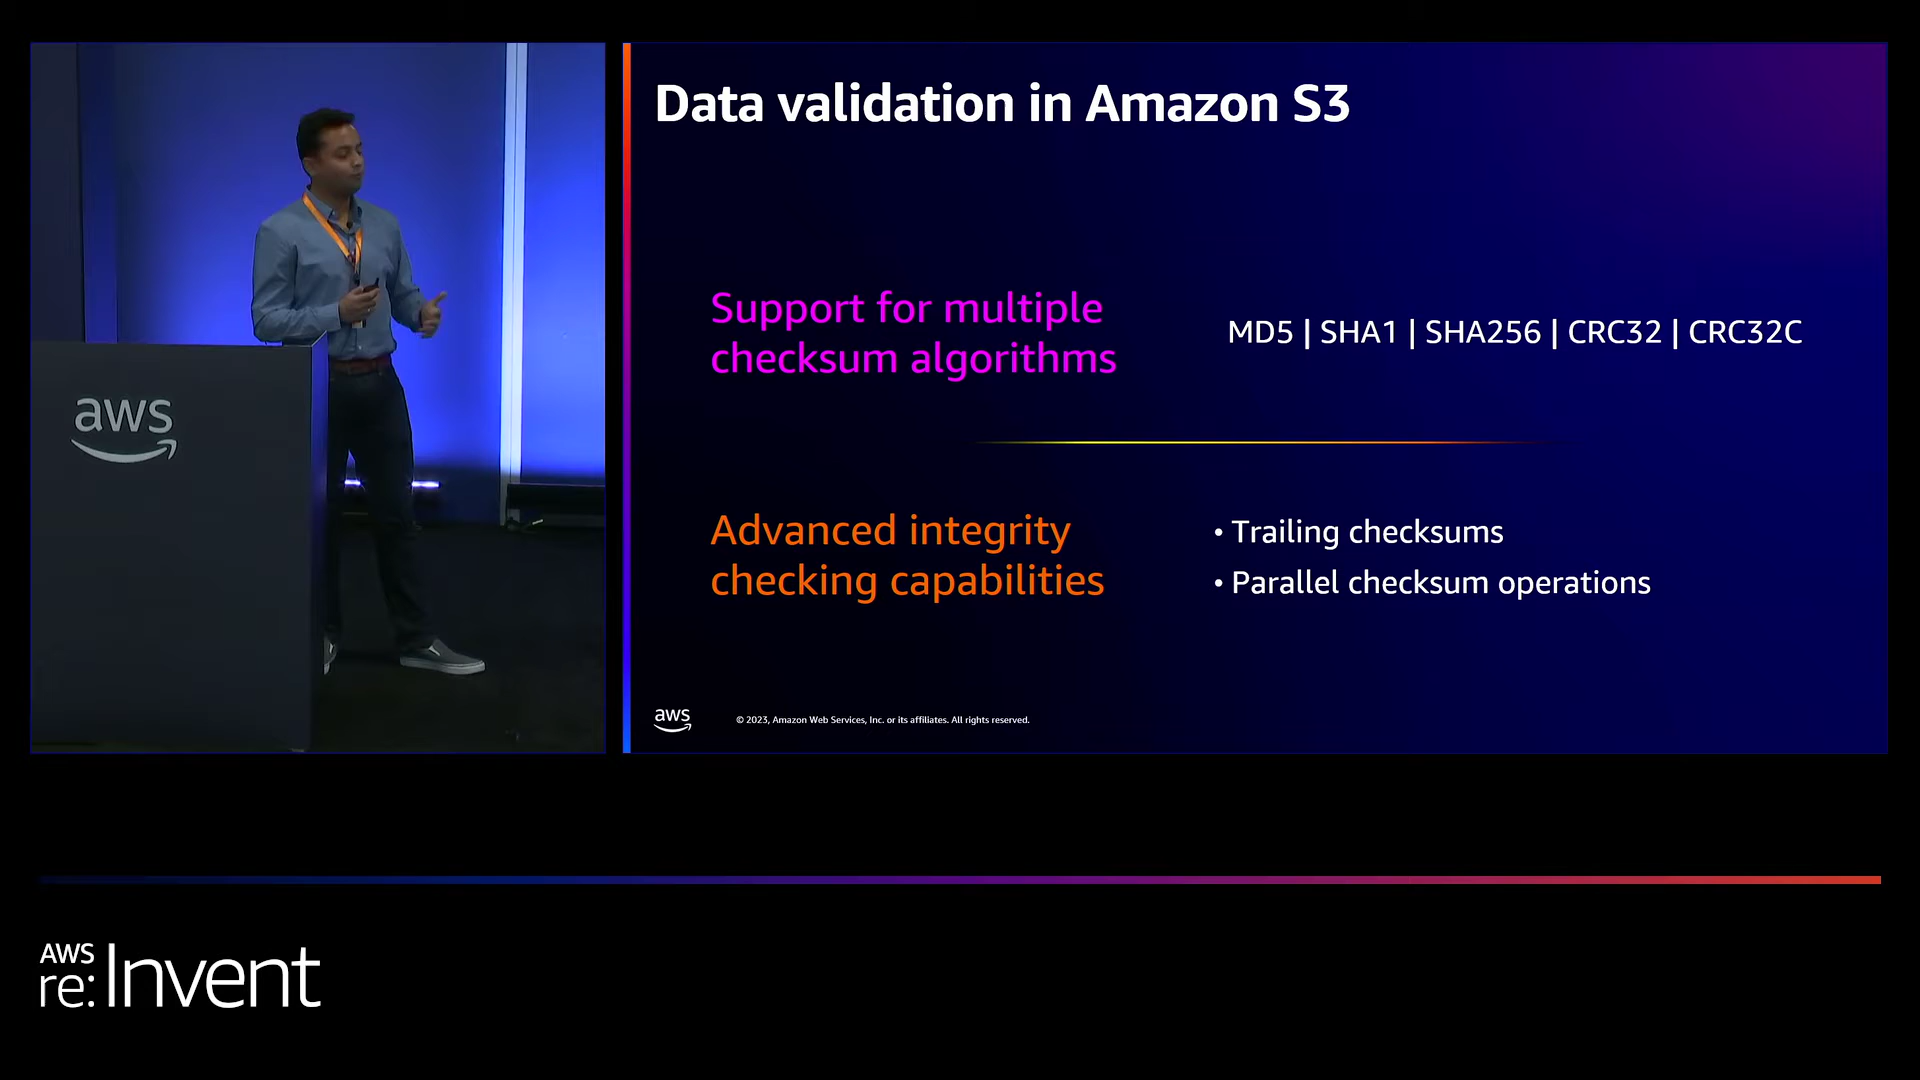 Data validation in Amazon S3
Support for multiple
checksum algorithms
MD5 | SHA1 | SHA256 | CRC32 | CRC32C
Advanced integrity
checking capabilities
• Trailing checksums
• Parallel checksum operations
aws
aws
© 2023, Amazon Web Services, Inc. or its affiliates. All rights reserved.
AWS
re:Invent